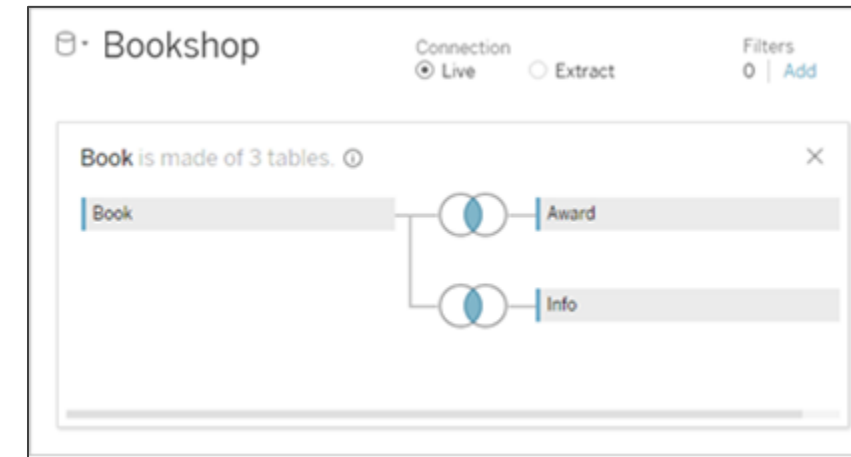 Bookshop
Connection
Live
Extract
Filters
0 | Add
Book is made of 3 tables.
Book
Award
Info